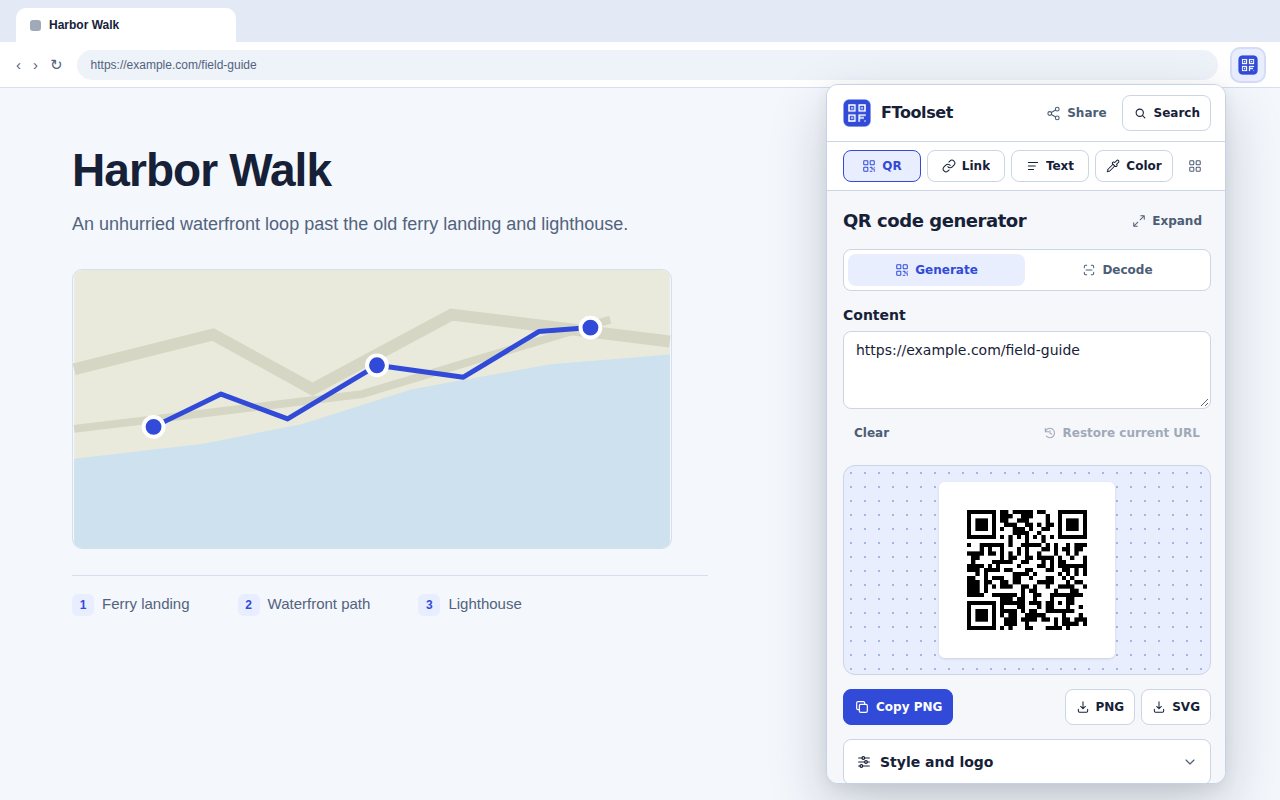 Harbor Walk
https://example.com/field-guide
Harbor Walk
An unhurried waterfront loop past the old ferry landing and lighthouse.
1 Ferry landing
2 Waterfront path
3 Lighthouse
FToolset
Share
Search
QR
Link
Text
Color
QR code generator
Expand
Generate
Decode
Content
https://example.com/field-guide
Clear
Restore current URL
Copy PNG
PNG
SVG
Style and logo